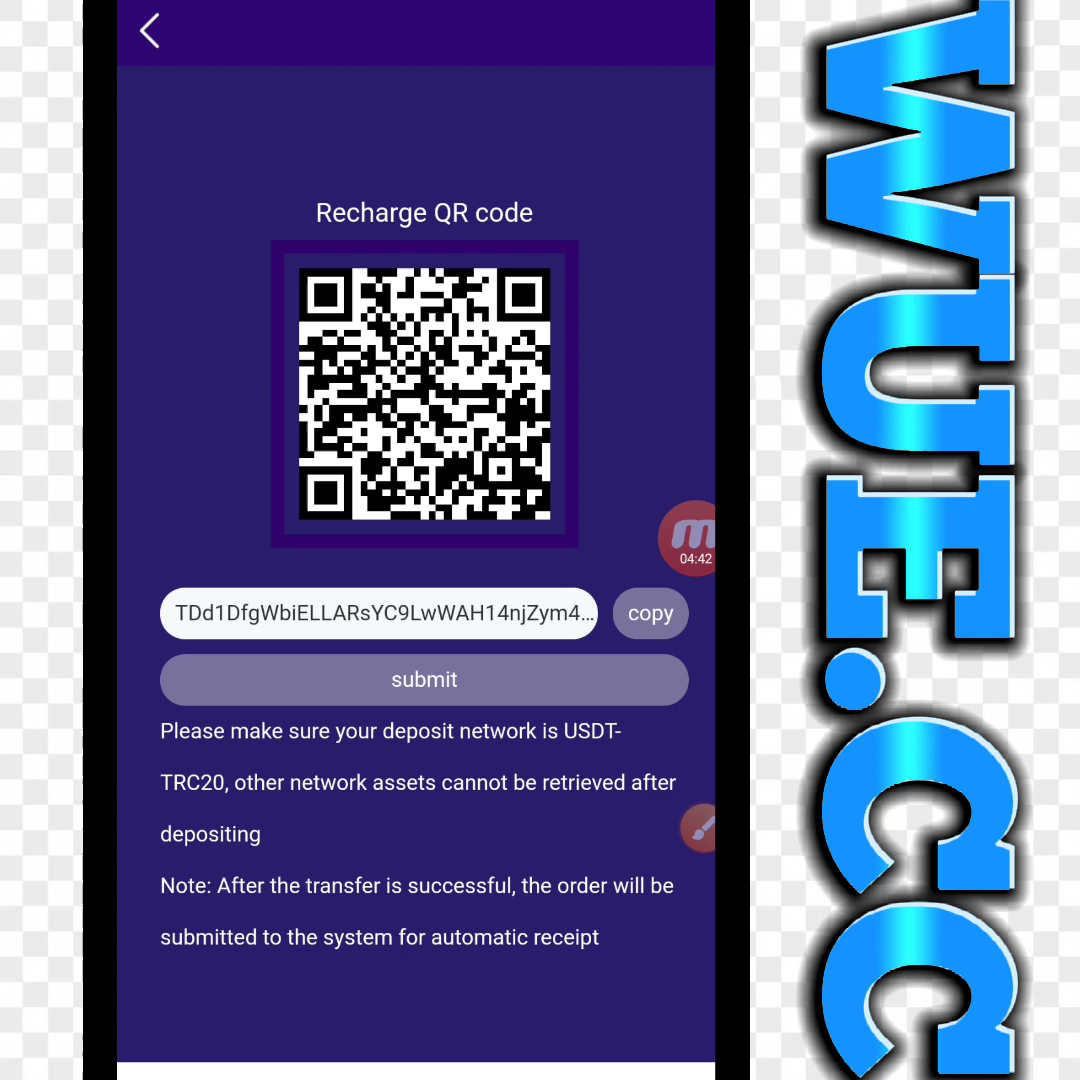 Recharge QR code
04:42
TDd1DfgWbiELLARsYC9LwWAH14njZym4...
copy
submit
Please make sure your deposit network is USDT-
TRC20, other network assets cannot be retrieved after
depositing
Note: After the transfer is successful, the order will be
submitted to the system for automatic receipt
WUE.CC